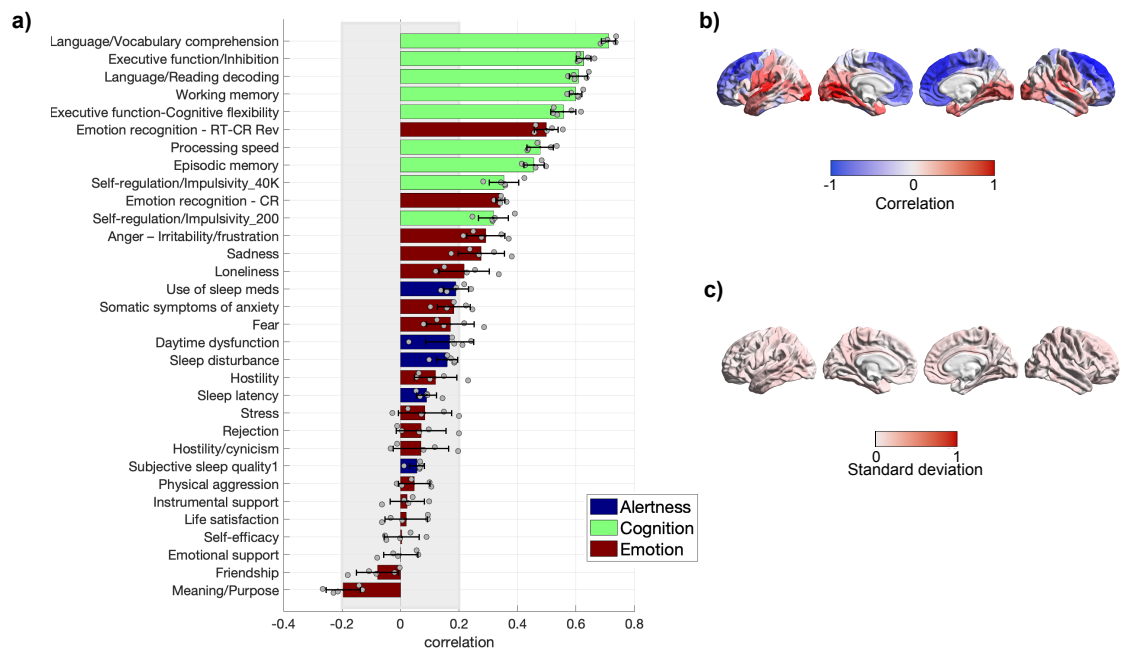 a)
Language/Vocabulary comprehension
Executive function/Inhibition
Language/Reading decoding
Working memory
Executive function-Cognitive flexibility
Emotion recognition - RT-CR Rev
Processing speed
Episodic memory
Self-regulation/Impulsivity_40K
Emotion recognition - CR
Self-regulation/Impulsivity_200
Anger – Irritability/frustration
Sadness
Loneliness
Use of sleep meds
Somatic symptoms of anxiety
Fear
Daytime dysfunction
Sleep disturbance
Hostility
Sleep latency
Stress
Rejection
Hostility/cynicism
Subjective sleep quality1
Physical aggression
Instrumental support
Life satisfaction
Self-efficacy
Emotional support
Friendship
Meaning/Purpose
-0.4 -0.2 0 0.2 0.4 0.6 0.8
correlation
Alertness
Cognition
Emotion
b)
-1 0 1
Correlation
c)
0 1
Standard deviation